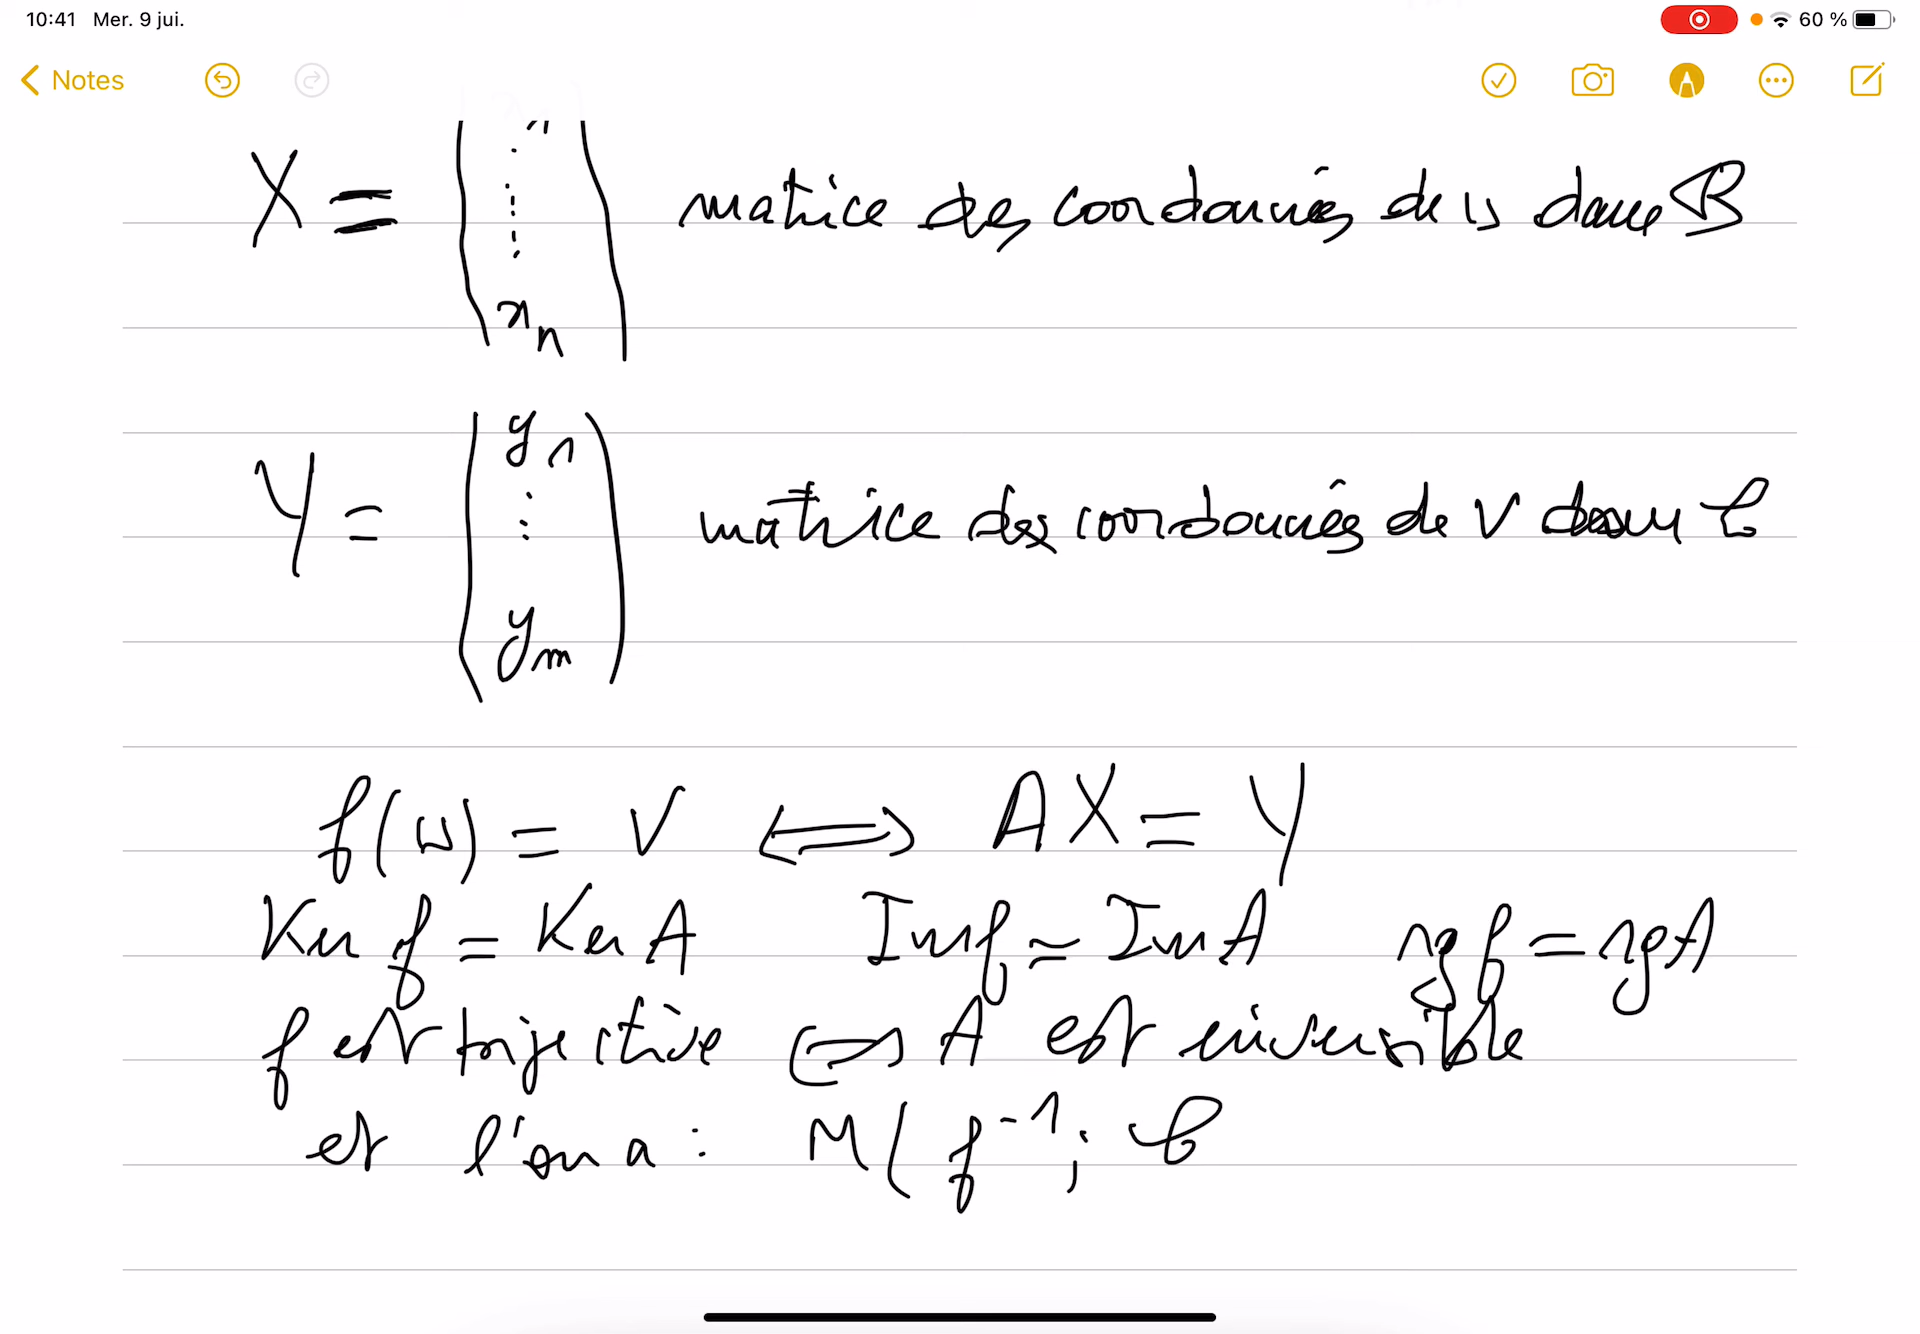 10:41 Mer. 9 jui. 60 %
Notes
X = ( ⋮ xn ) matrice des coordonnées de u dans B
Y = ( y1 ⋮ ym ) matrice des coordonnées de v dans C
f(u) = v ⟺ AX = Y
Ker f = Ker A Im f = Im A rg f = rg A
f est bijective ⟺ A est inversible
et l'on a : M( f⁻¹; C